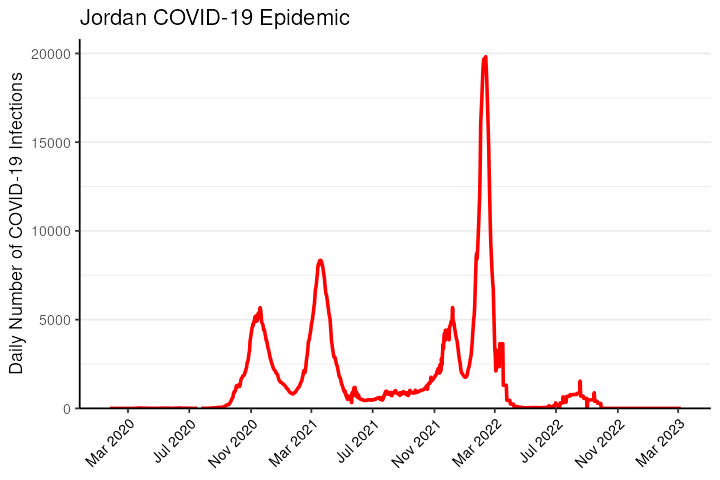 Jordan COVID-19 Epidemic
Daily Number of COVID-19 Infections
20000
15000
10000
5000
0
Mar 2020
Jul 2020
Nov 2020
Mar 2021
Jul 2021
Nov 2021
Mar 2022
Jul 2022
Nov 2022
Mar 2023